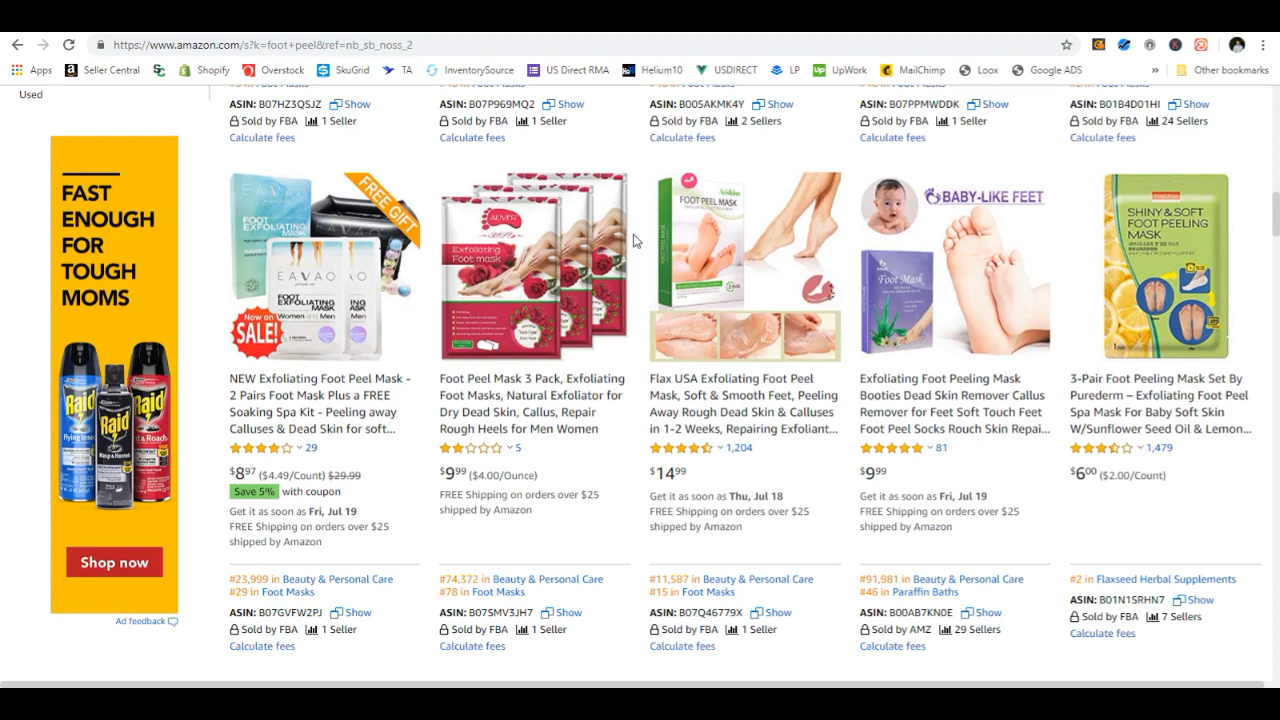 https://www.amazon.com/s?k=foot+peel&ref=nb_sb_noss_2
Apps Seller Central Shopify Overstock SkuGrid TA InventorySource US Direct RMA Helium10 USDIRECT LP UpWork MailChimp Loox Google ADS » Other bookmarks
Used
ASIN: B07HZ3QSJZ Show
Sold by FBA 1 Seller
Calculate fees
ASIN: B07P969MQ2 Show
Sold by FBA 1 Seller
Calculate fees
ASIN: B005AKMK4Y Show
Sold by FBA 2 Sellers
Calculate fees
ASIN: B07PPMWDDK Show
Sold by FBA 1 Seller
Calculate fees
ASIN: B01B4D01HI Show
Sold by FBA 24 Sellers
Calculate fees
FAST
ENOUGH
FOR
TOUGH
MOMS
Raid
Raid
Raid
Shop now
Ad feedback
EAVAO
FOOT
EXFOLIATING
MASK
FREE GIFT
EAVAO
FOOT
EXFOLIATING
MASK
Women and Men
Now on
SALE!
NEW Exfoliating Foot Peel Mask -
2 Pairs Foot Mask Plus a FREE
Soaking Spa Kit - Peeling away
Calluses & Dead Skin for soft...
29
$897 ($4.49/Count) $29.99
Save 5% with coupon
Get it as soon as Fri, Jul 19
FREE Shipping on orders over $25
shipped by Amazon
#23,999 in Beauty & Personal Care
#29 in Foot Masks
ASIN: B07GVFW2PJ Show
Sold by FBA 1 Seller
Calculate fees
Exfoliating
Foot mask
Foot Peel Mask 3 Pack, Exfoliating
Foot Masks, Natural Exfoliator for
Dry Dead Skin, Callus, Repair
Rough Heels for Men Women
5
$999 ($4.00/Ounce)
FREE Shipping on orders over $25
shipped by Amazon
#74,372 in Beauty & Personal Care
#78 in Foot Masks
ASIN: B07SMV3JH7 Show
Sold by FBA 1 Seller
Calculate fees
FOOT PEEL MASK
Flax USA Exfoliating Foot Peel
Mask, Soft & Smooth Feet, Peeling
Away Rough Dead Skin & Calluses
in 1-2 Weeks, Repairing Exfoliant...
1,204
$1499
Get it as soon as Thu, Jul 18
FREE Shipping on orders over $25
shipped by Amazon
#11,587 in Beauty & Personal Care
#15 in Foot Masks
ASIN: B07Q46779X Show
Sold by FBA 1 Seller
Calculate fees
BABY-LIKE FEET
Foot Mask
Exfoliating Foot Peeling Mask
Booties Dead Skin Remover Callus
Remover for Feet Soft Touch Feet
Foot Peel Socks Rouch Skin Repai...
81
$999
Get it as soon as Fri, Jul 19
FREE Shipping on orders over $25
shipped by Amazon
#91,981 in Beauty & Personal Care
#46 in Paraffin Baths
ASIN: B00AB7KN0E Show
Sold by AMZ 29 Sellers
Calculate fees
SHINY & SOFT
FOOT PEELING
MASK
3-Pair Foot Peeling Mask Set By
Purederm – Exfoliating Foot Peel
Spa Mask For Baby Soft Skin
W/Sunflower Seed Oil & Lemon...
1,479
$600 ($2.00/Count)
#2 in Flaxseed Herbal Supplements
ASIN: B01N1SRHN7 Show
Sold by FBA 7 Sellers
Calculate fees